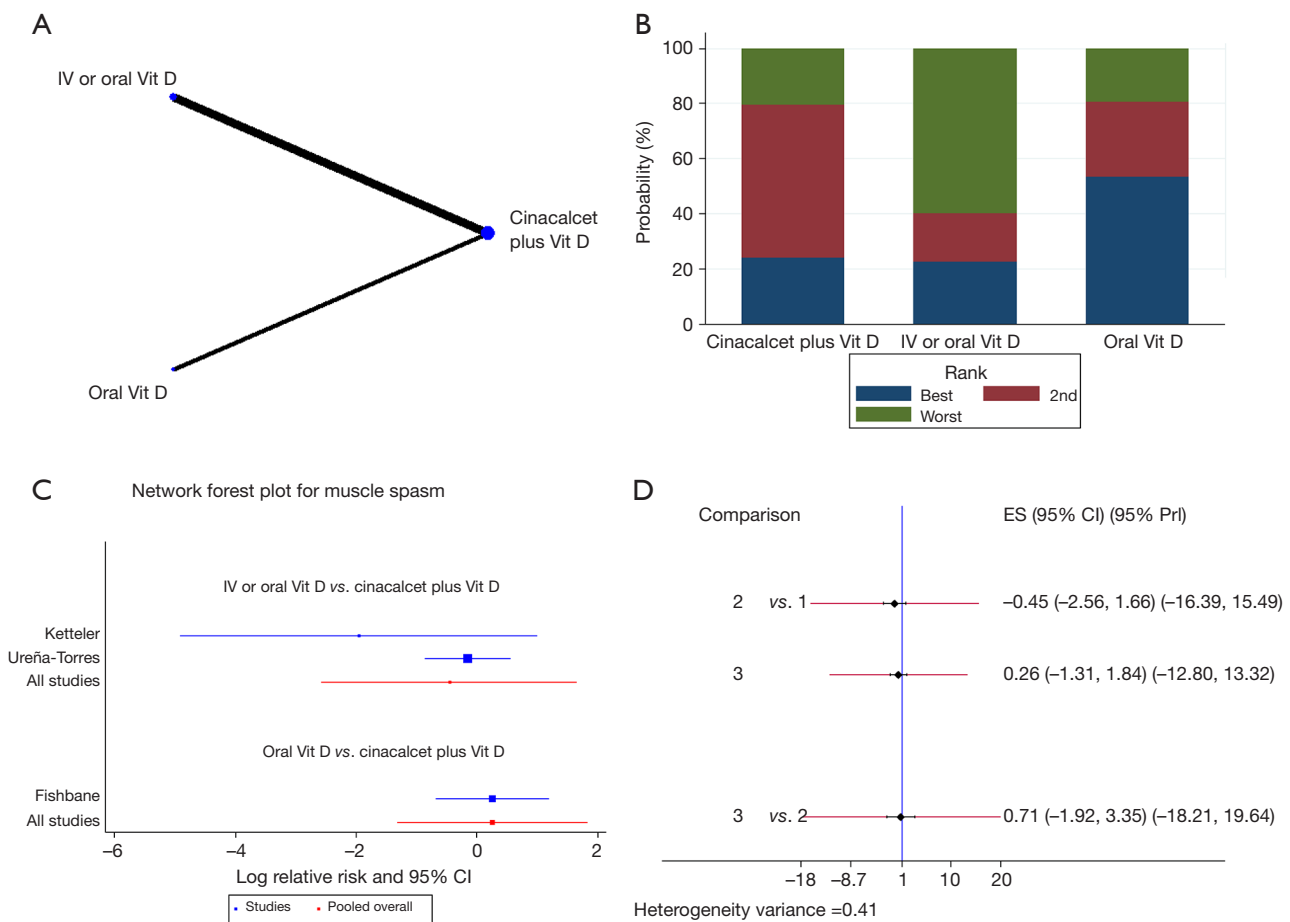 A
IV or oral Vit D
Cinacalcet
plus Vit D
Oral Vit D
B
Probability (%)
100
80
60
40
20
0
Cinacalcet plus Vit D
IV or oral Vit D
Oral Vit D
Rank
Best
2nd
Worst
C
Network forest plot for muscle spasm
IV or oral Vit D vs. cinacalcet plus Vit D
Ketteler
Ureña-Torres
All studies
Oral Vit D vs. cinacalcet plus Vit D
Fishbane
All studies
−6 −4 −2 0 2
Log relative risk and 95% CI
Studies Pooled overall
D
Comparison ES (95% CI) (95% PrI)
2 vs. 1 −0.45 (−2.56, 1.66) (−16.39, 15.49)
3 0.26 (−1.31, 1.84) (−12.80, 13.32)
3 vs. 2 0.71 (−1.92, 3.35) (−18.21, 19.64)
−18 −8.7 1 10 20
Heterogeneity variance =0.41